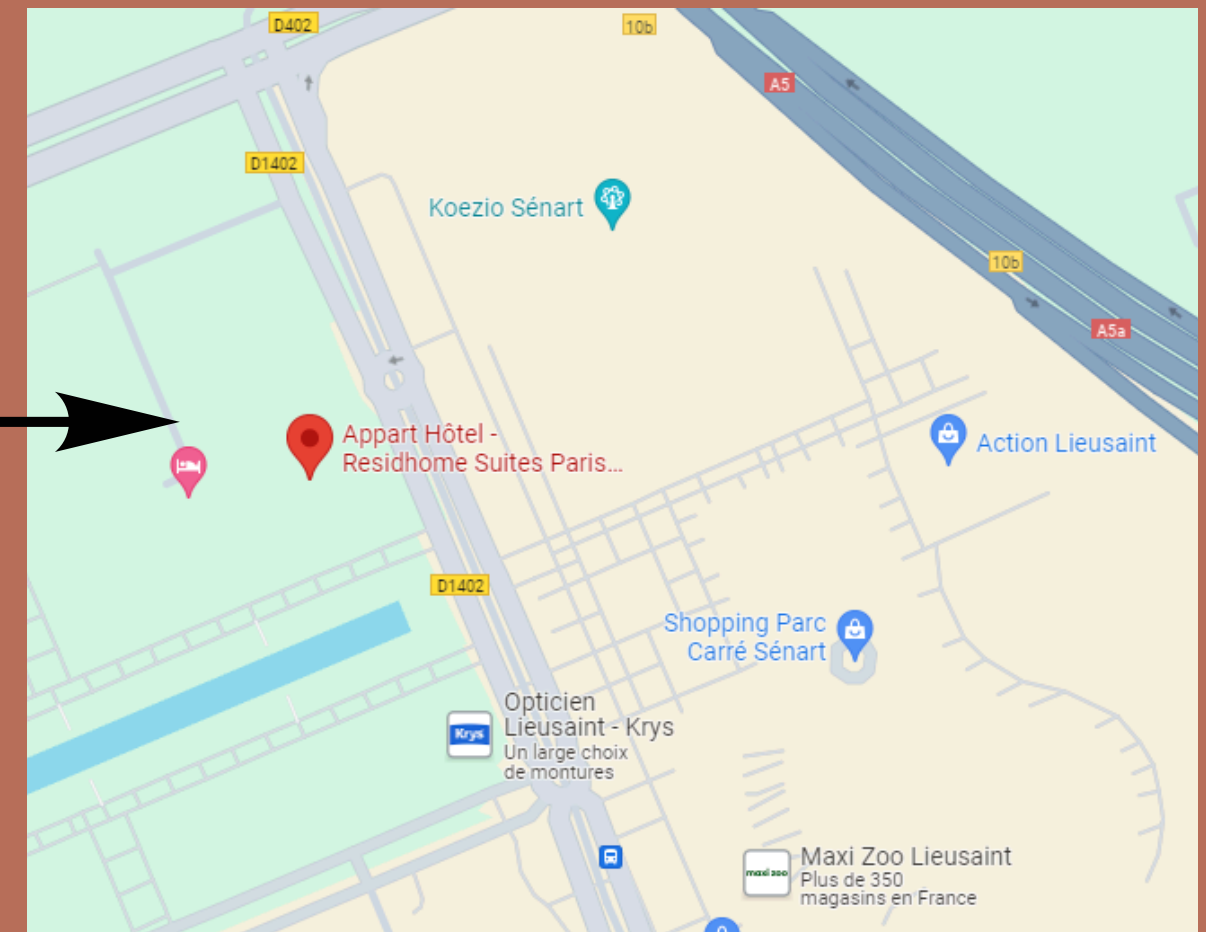 D402
10b
A5
D1402
Koezio Sénart
10b
A5a
Appart Hôtel -
Residhome Suites Paris...
Action Lieusaint
D1402
Shopping Parc
Carré Sénart
Opticien
Lieusaint - Krys
Krys
Un large choix
de montures
Maxi Zoo Lieusaint
maxi zoo
Plus de 350
magasins en France